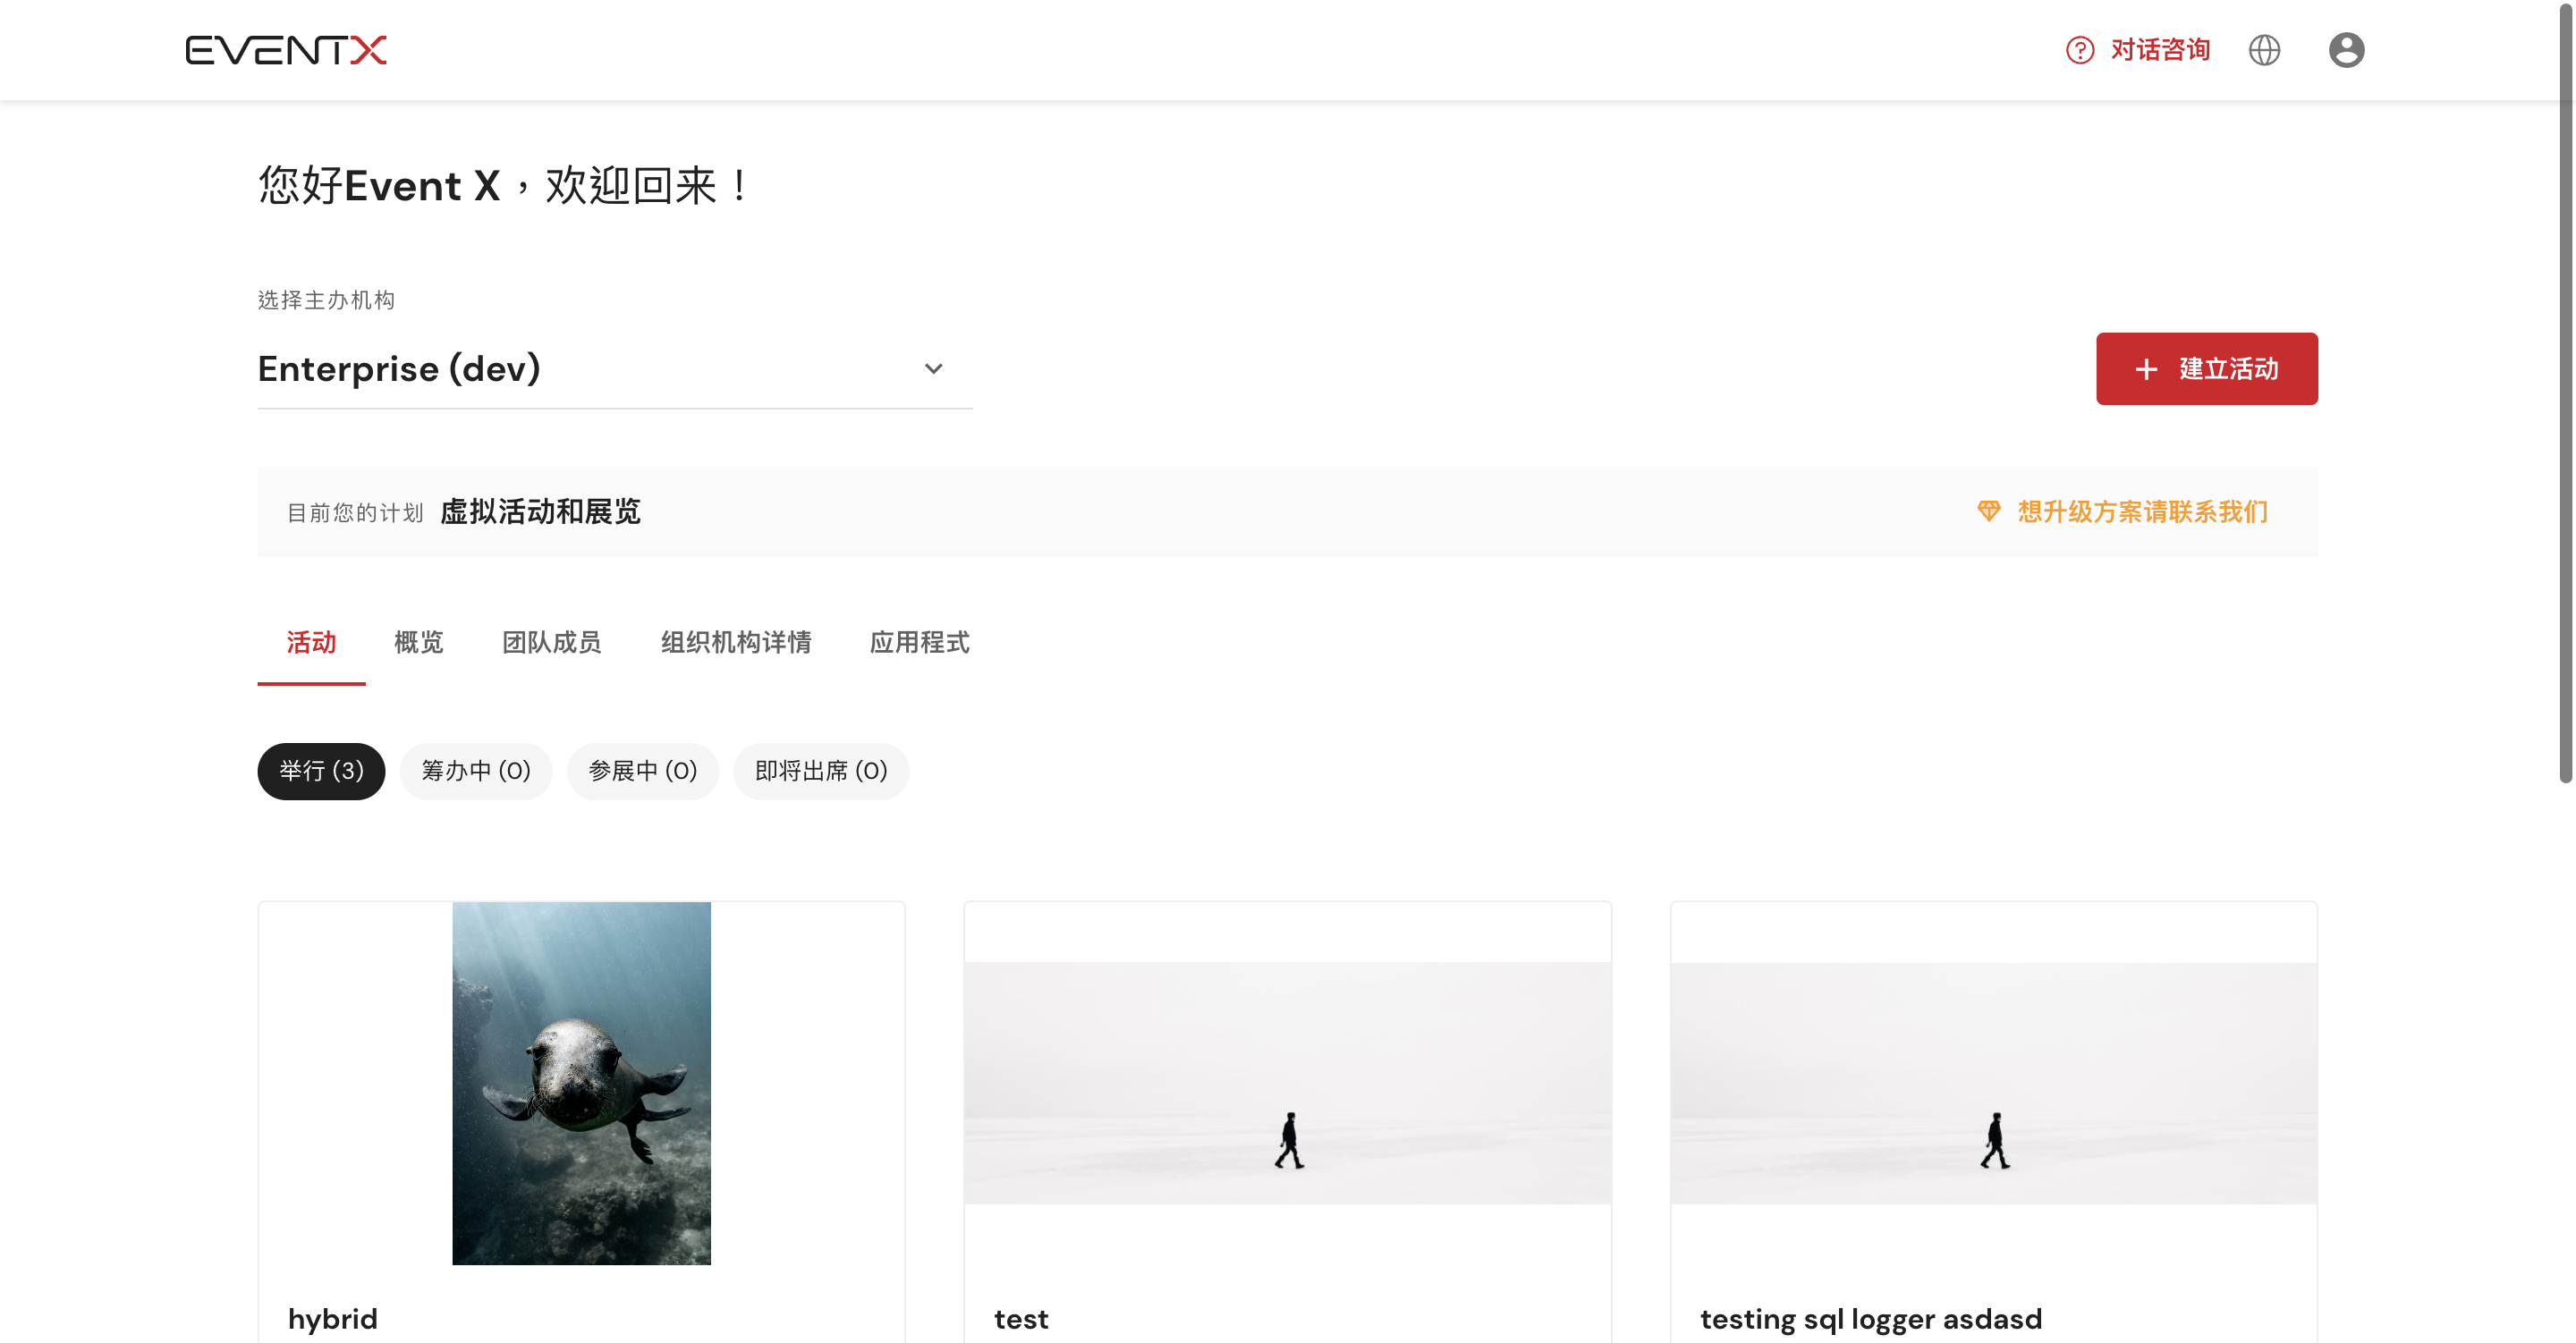 EVENTX
对话咨询
您好Event X，欢迎回来！
选择主办机构
Enterprise (dev)
建立活动
目前您的计划 虚拟活动和展览
想升级方案请联系我们
活动 概览 团队成员 组织机构详情 应用程式
举行 (3) 筹办中 (0) 参展中 (0) 即将出席 (0)
hybrid
test
testing sql logger asdasd